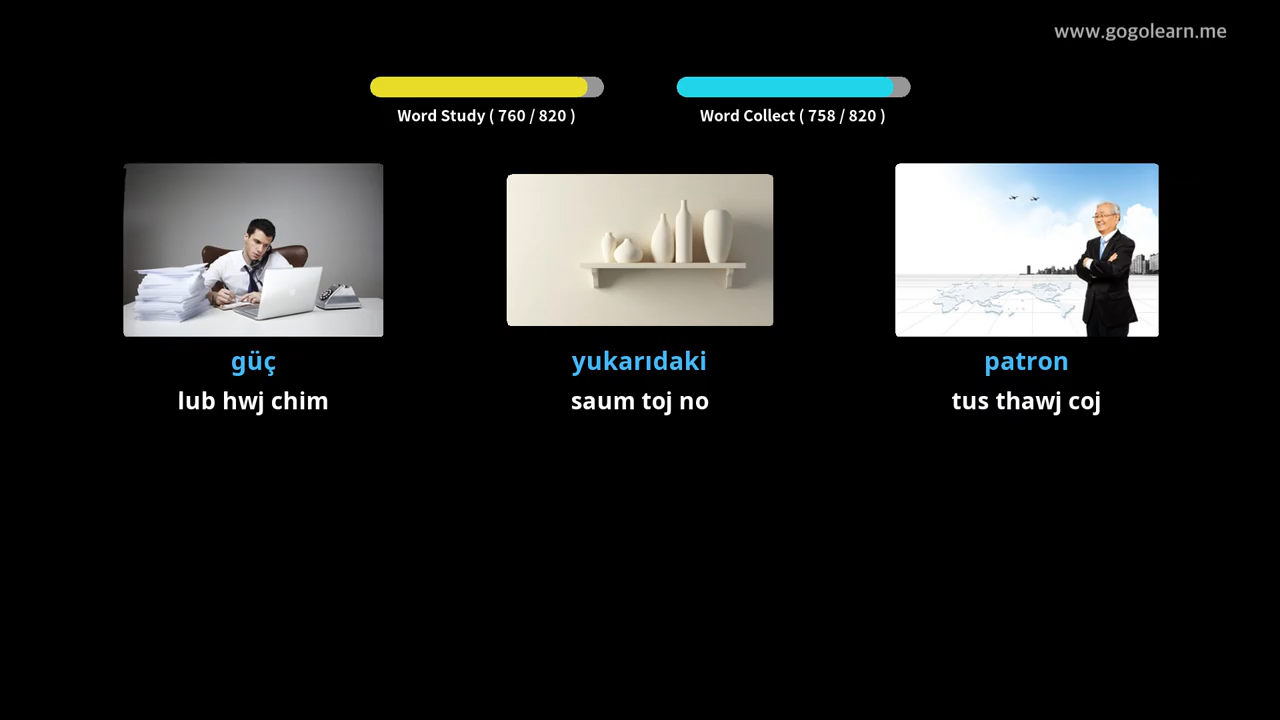 www.gogolearn.me
Word Study ( 760 / 820 )
Word Collect ( 758 / 820 )
güç
yukarıdaki
patron
lub hwj chim
saum toj no
tus thawj coj